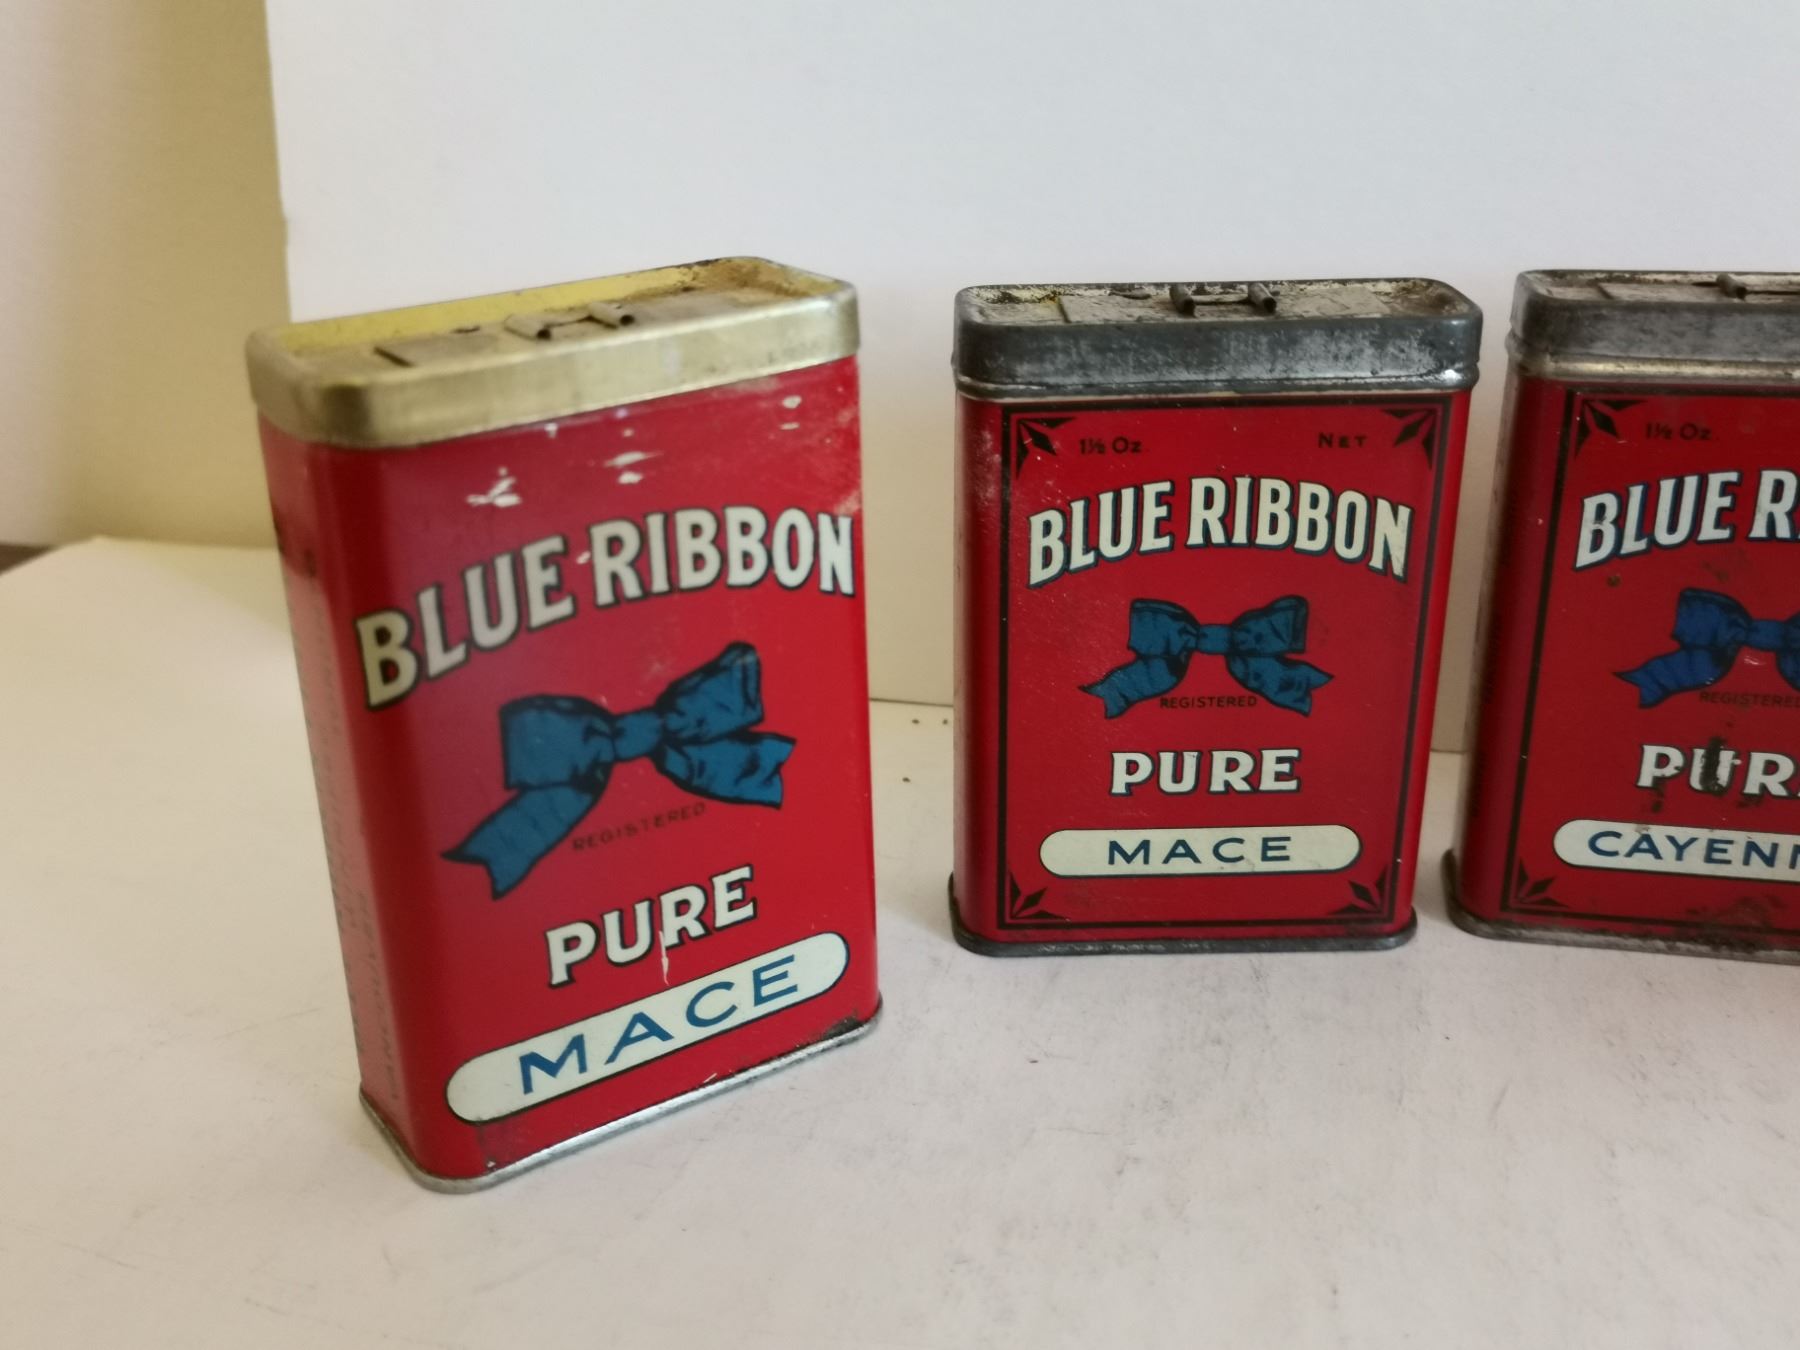 BLUE RIBBON
REGISTERED
PURE
MACE
1½ Oz. NET
BLUE RIBBON
REGISTERED
PURE
MACE
1½ Oz.
BLUE
REGISTERED